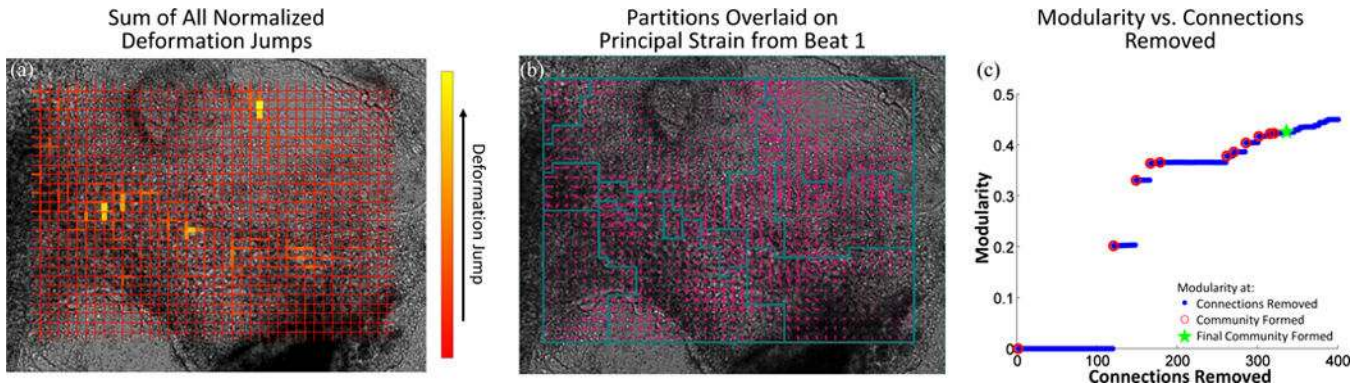 Sum of All Normalized
Deformation Jumps
(a)
Deformation Jump
Partitions Overlaid on
Principal Strain from Beat 1
(b)
Modularity vs. Connections
Removed
(c)
0.5
0.4
0.3
0.2
0.1
0
Modularity
Modularity at:
Connections Removed
Community Formed
Final Community Formed
0 100 200 300 400
Connections Removed